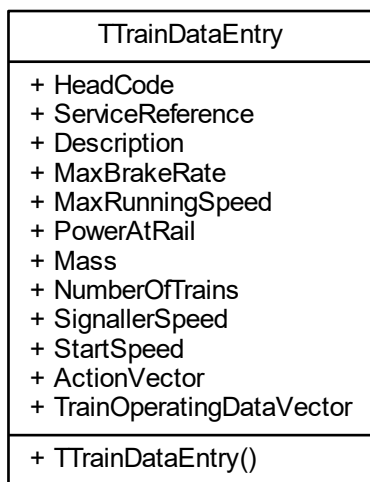 TTrainDataEntry
+ HeadCode
+ ServiceReference
+ Description
+ MaxBrakeRate
+ MaxRunningSpeed
+ PowerAtRail
+ Mass
+ NumberOfTrains
+ SignallerSpeed
+ StartSpeed
+ ActionVector
+ TrainOperatingDataVector
+ TTrainDataEntry()